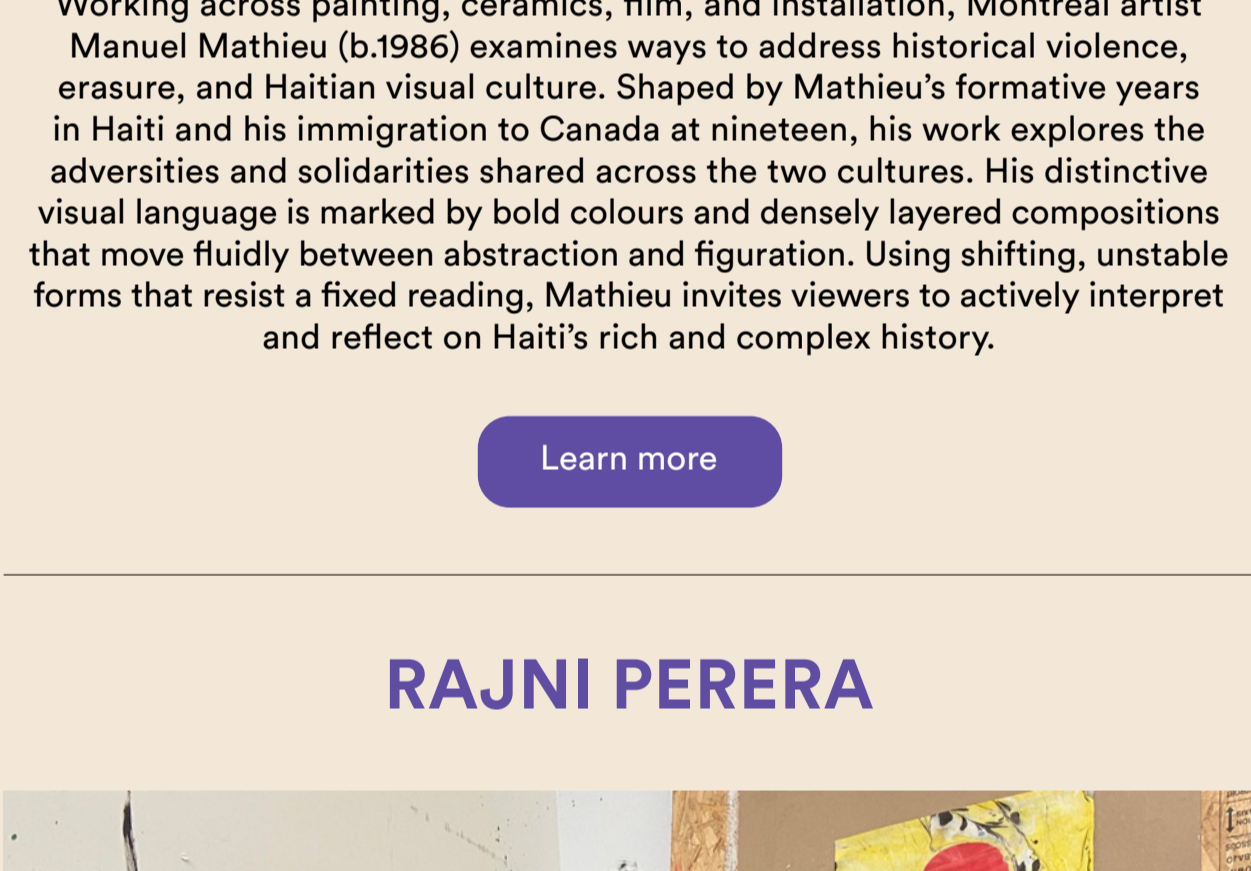 Working across painting, ceramics, film, and installation, Montreal artist
Manuel Mathieu (b.1986) examines ways to address historical violence,
erasure, and Haitian visual culture. Shaped by Mathieu’s formative years
in Haiti and his immigration to Canada at nineteen, his work explores the
adversities and solidarities shared across the two cultures. His distinctive
visual language is marked by bold colours and densely layered compositions
that move fluidly between abstraction and figuration. Using shifting, unstable
forms that resist a fixed reading, Mathieu invites viewers to actively interpret
and reflect on Haiti’s rich and complex history.
Learn more
RAJNI PERERA